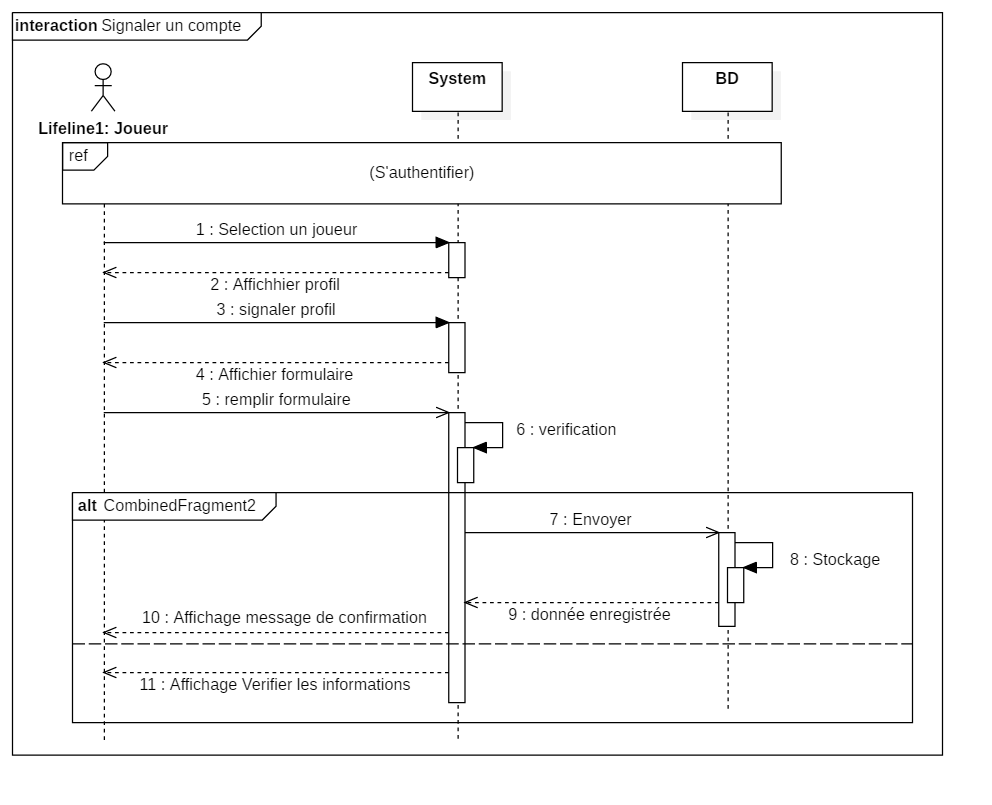 interaction Signaler un compte
System
BD
Lifeline1: Joueur
ref
(S'authentifier)
1 : Selection un joueur
2 : Affichhier profil
3 : signaler profil
4 : Affichier formulaire
5 : remplir formulaire
6 : verification
alt CombinedFragment2
7 : Envoyer
8 : Stockage
9 : donnée enregistrée
10 : Affichage message de confirmation
11 : Affichage Verifier les informations